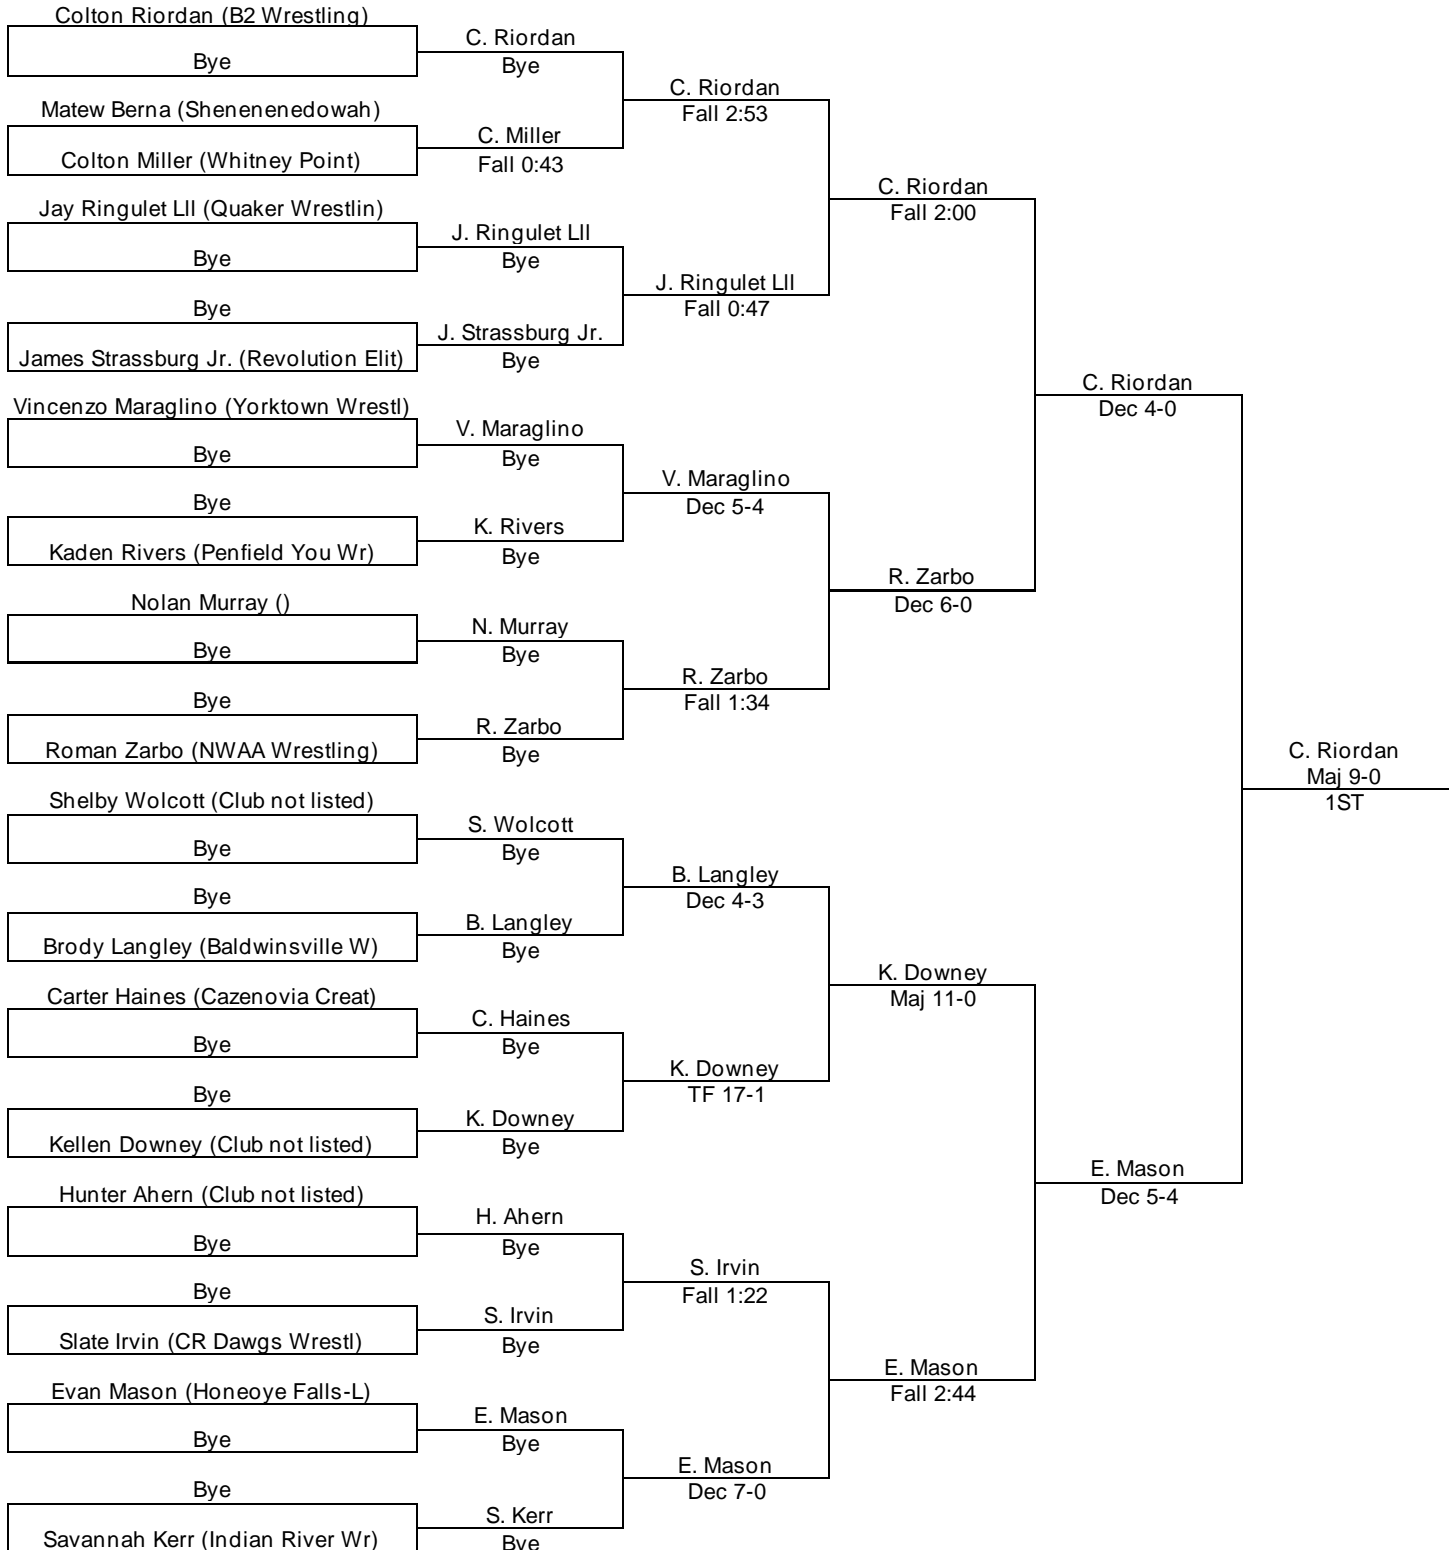 Colton Riordan (B2 Wrestling)
Bye
Matew Berna (Shenenenedowah)
Colton Miller (Whitney Point)
Jay Ringulet Lll (Quaker Wrestlin)
Bye
Bye
James Strassburg Jr. (Revolution Elit)
Vincenzo Maraglino (Yorktown Wrestl)
Bye
Bye
Kaden Rivers (Penfield You Wr)
Nolan Murray ()
Bye
Bye
Roman Zarbo (NWAA Wrestling)
Shelby Wolcott (Club not listed)
Bye
Bye
Brody Langley (Baldwinsville W)
Carter Haines (Cazenovia Creat)
Bye
Bye
Kellen Downey (Club not listed)
Hunter Ahern (Club not listed)
Bye
Bye
Slate Irvin (CR Dawgs Wrestl)
Evan Mason (Honeoye Falls-L)
Bye
Bye
Savannah Kerr (Indian River Wr)
C. Riordan
Bye
C. Miller
Fall 0:43
J. Ringulet Lll
Bye
J. Strassburg Jr.
Bye
V. Maraglino
Bye
K. Rivers
Bye
N. Murray
Bye
R. Zarbo
Bye
S. Wolcott
Bye
B. Langley
Bye
C. Haines
Bye
K. Downey
Bye
H. Ahern
Bye
S. Irvin
Bye
E. Mason
Bye
S. Kerr
Bye
C. Riordan
Fall 2:53
J. Ringulet Lll
Fall 0:47
V. Maraglino
Dec 5-4
R. Zarbo
Fall 1:34
B. Langley
Dec 4-3
K. Downey
TF 17-1
S. Irvin
Fall 1:22
E. Mason
Dec 7-0
C. Riordan
Fall 2:00
R. Zarbo
Dec 6-0
K. Downey
Maj 11-0
E. Mason
Fall 2:44
C. Riordan
Dec 4-0
E. Mason
Dec 5-4
C. Riordan
Maj 9-0
1ST